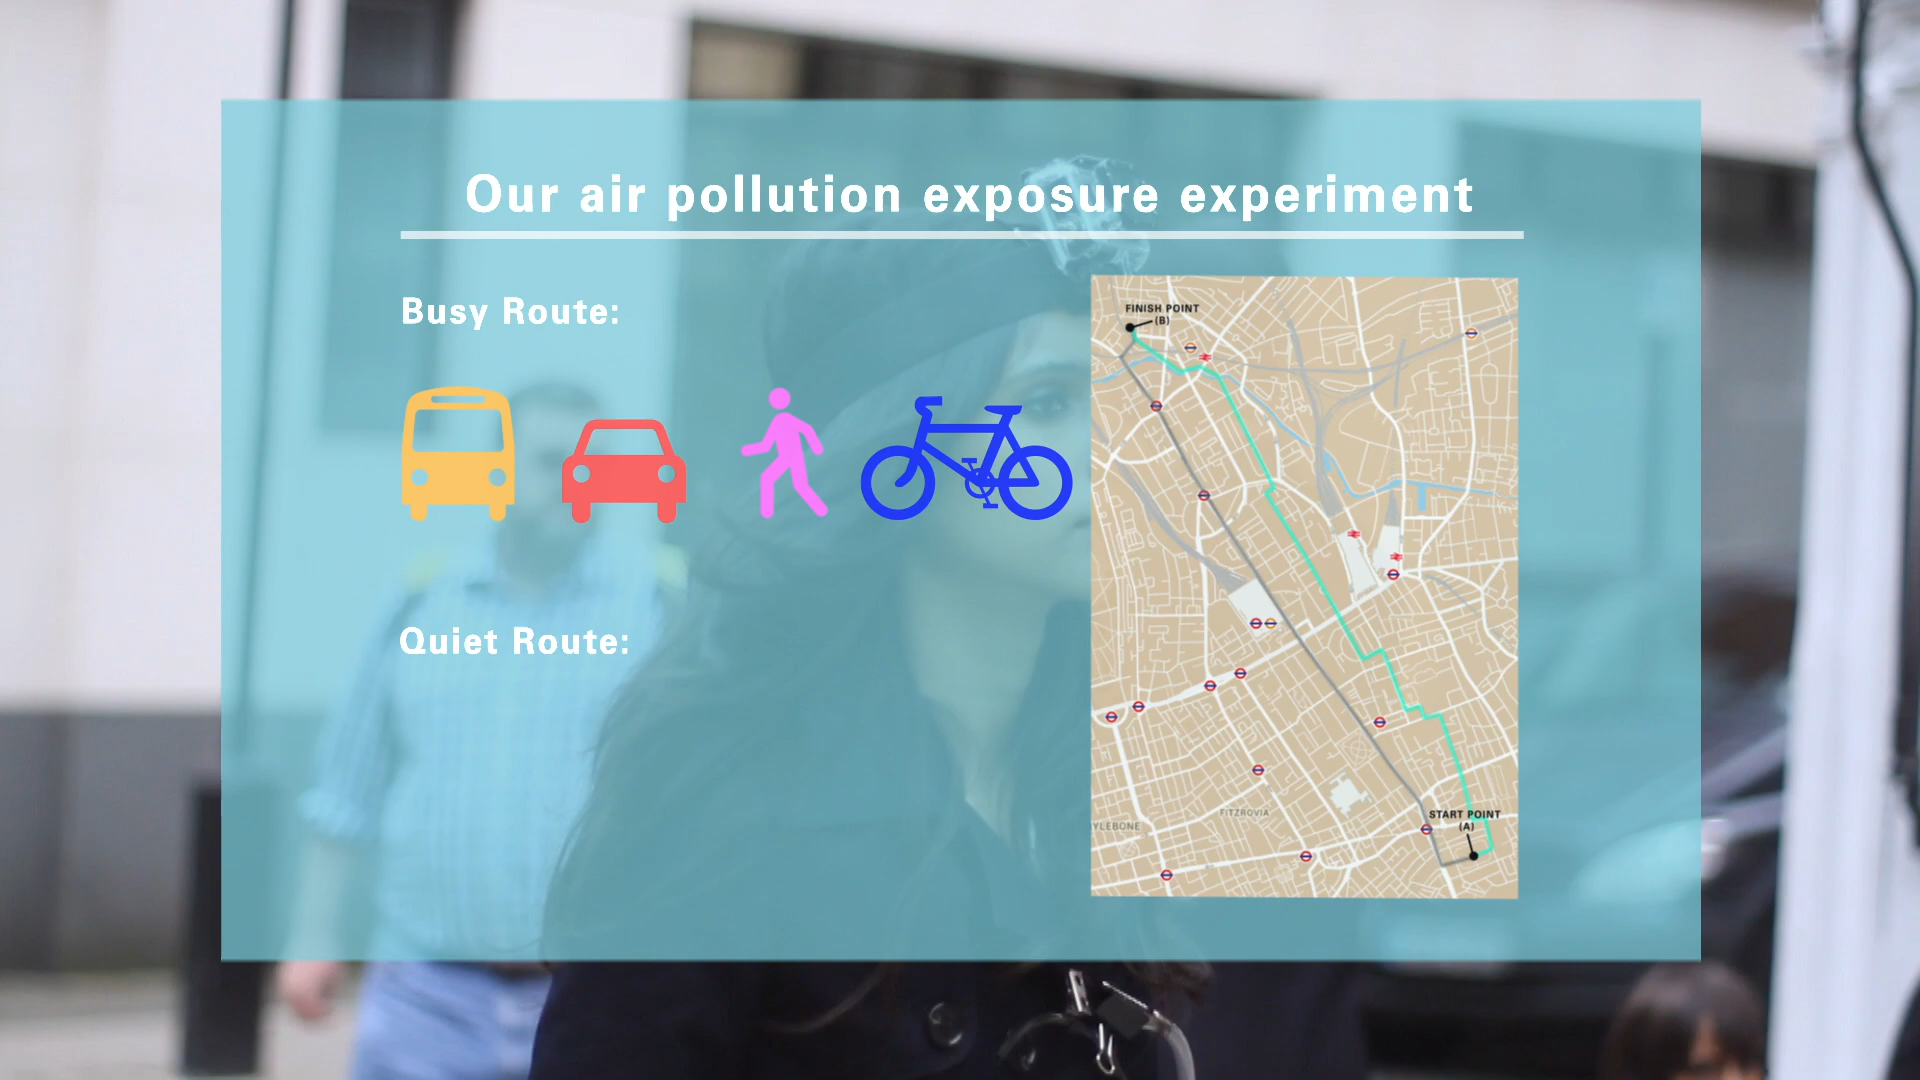 Our air pollution exposure experiment
Busy Route:
Quiet Route:
FINISH POINT
(B)
FITZROVIA
YLEBONE
START POINT
(A)